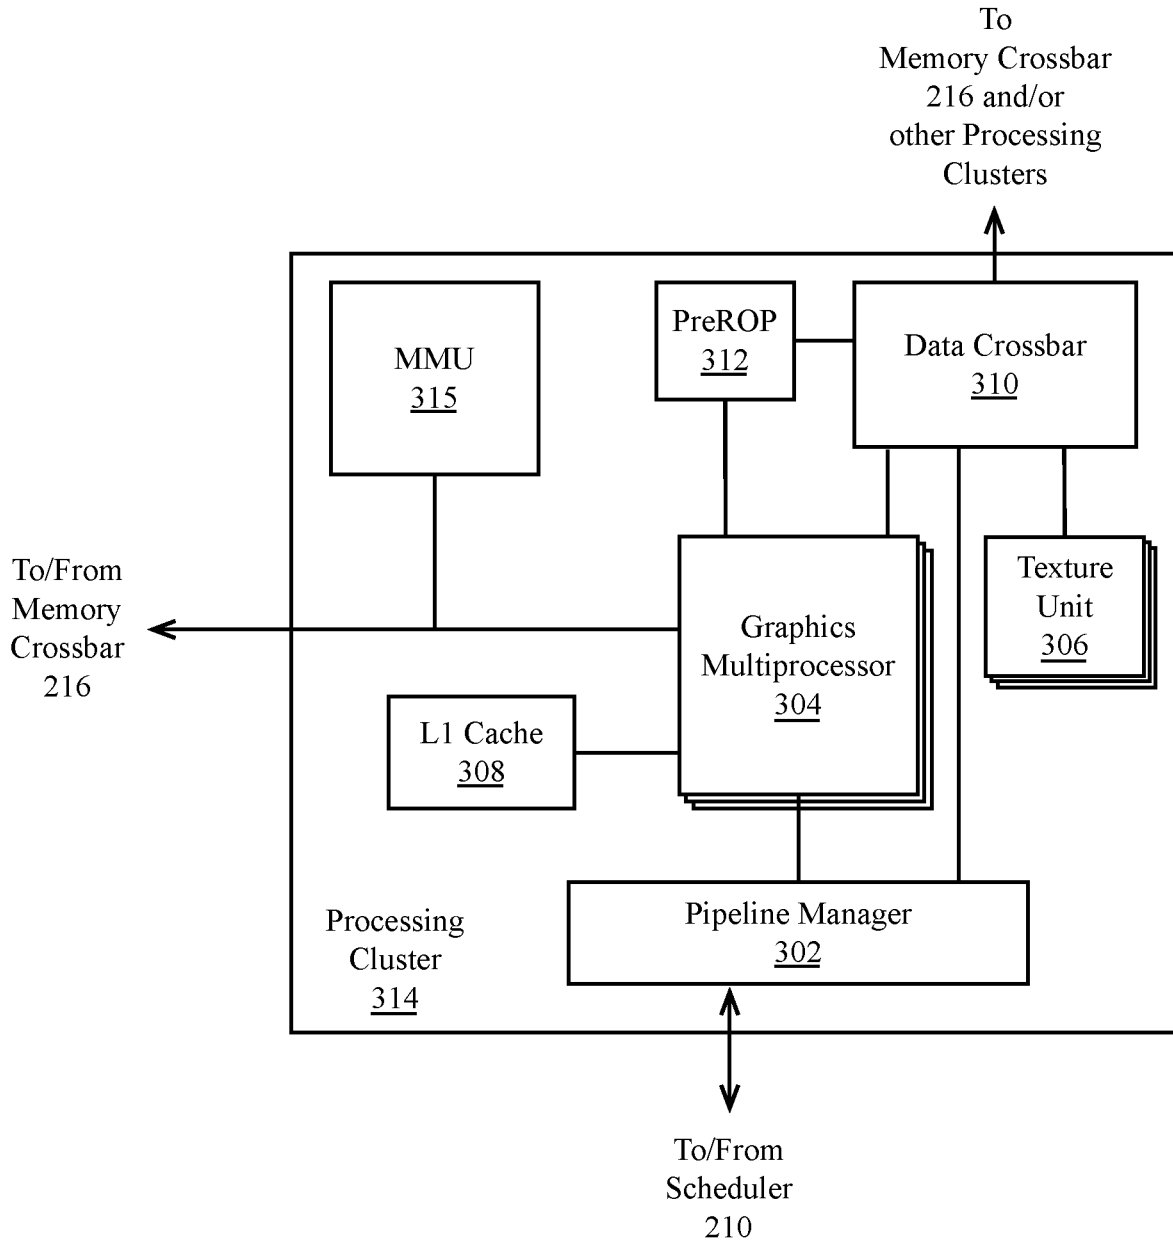 To
Memory Crossbar
216 and/or
other Processing
Clusters
MMU
315
PreROP
312
Data Crossbar
310
To/From
Memory
Crossbar
216
Graphics
Multiprocessor
304
Texture
Unit
306
L1 Cache
308
Processing
Cluster
314
Pipeline Manager
302
To/From
Scheduler
210